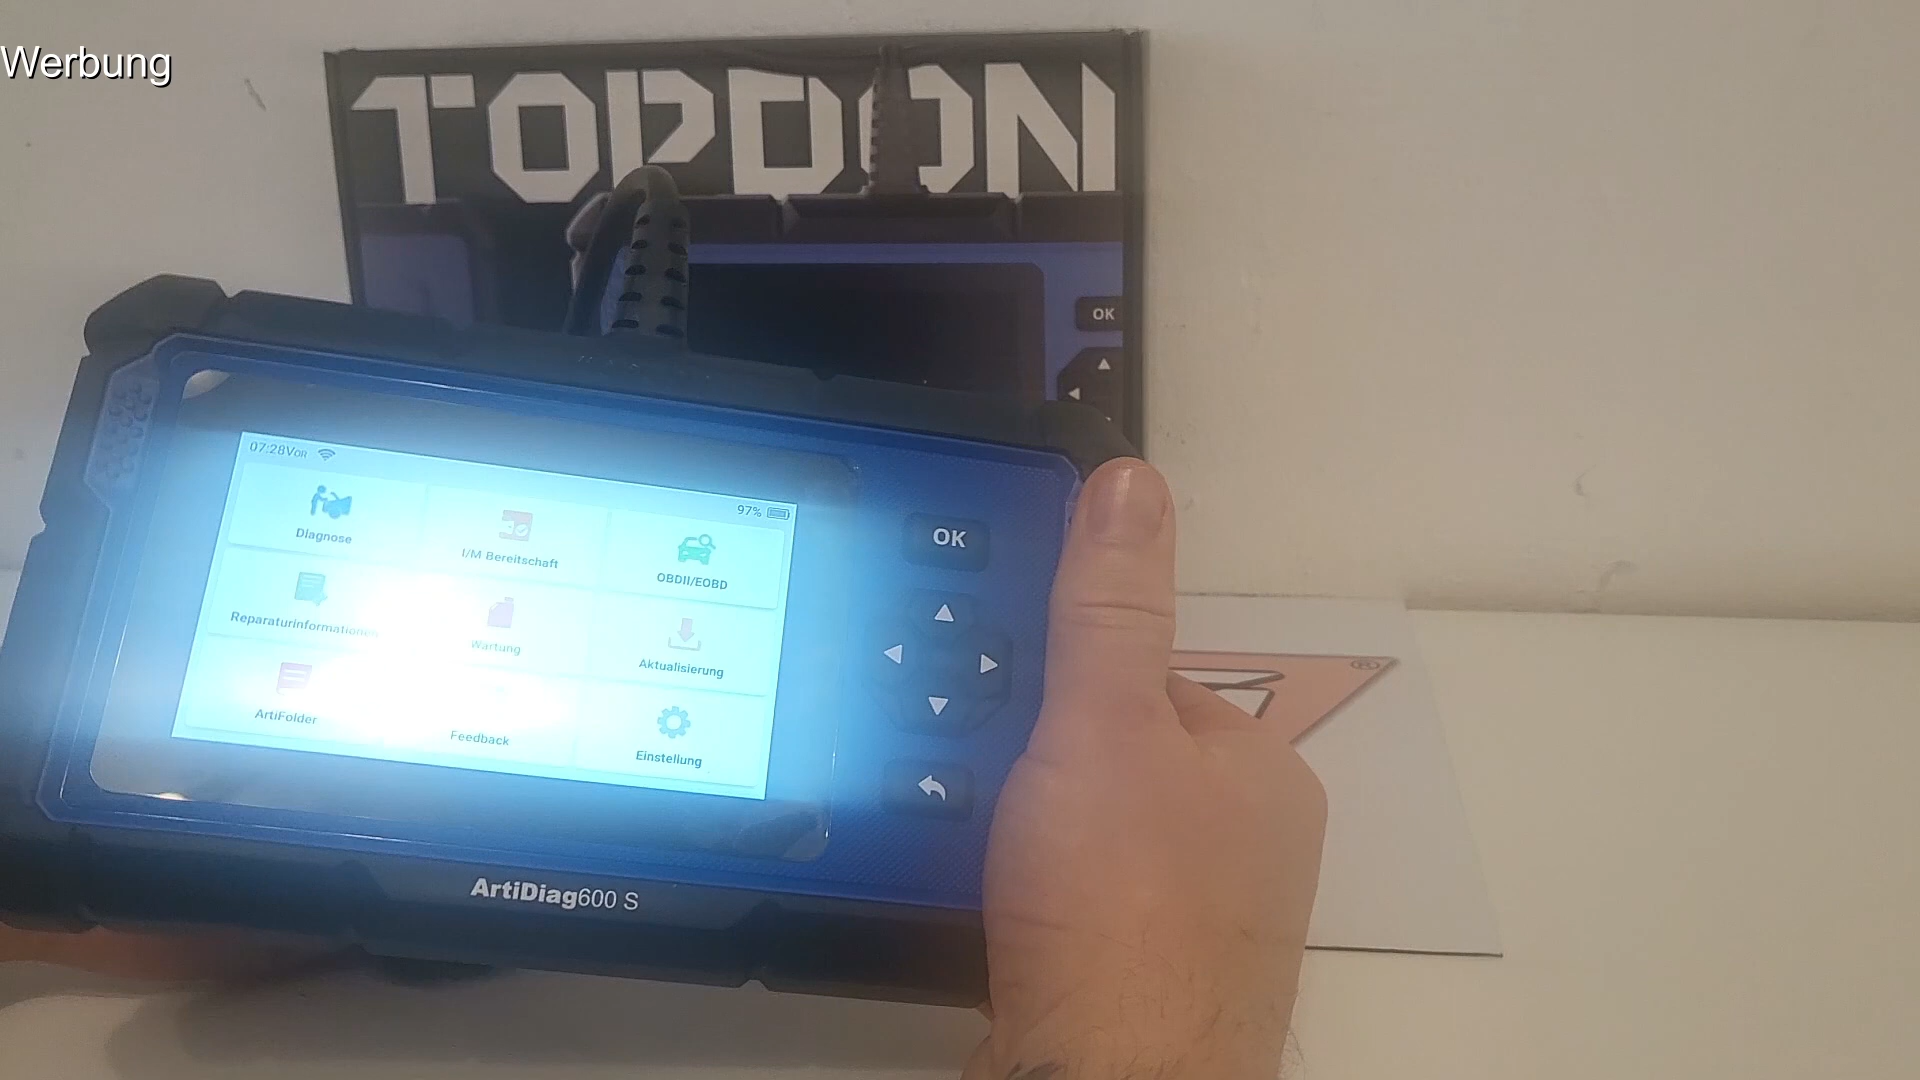 Werbung
TOPDON
OK
07:28VOR
97%
Diagnose
I/M Bereitschaft
OBDII/EOBD
Reparaturinformationen
Wartung
Aktualisierung
ArtiFolder
Feedback
Einstellung
OK
ArtiDiag600 S
®